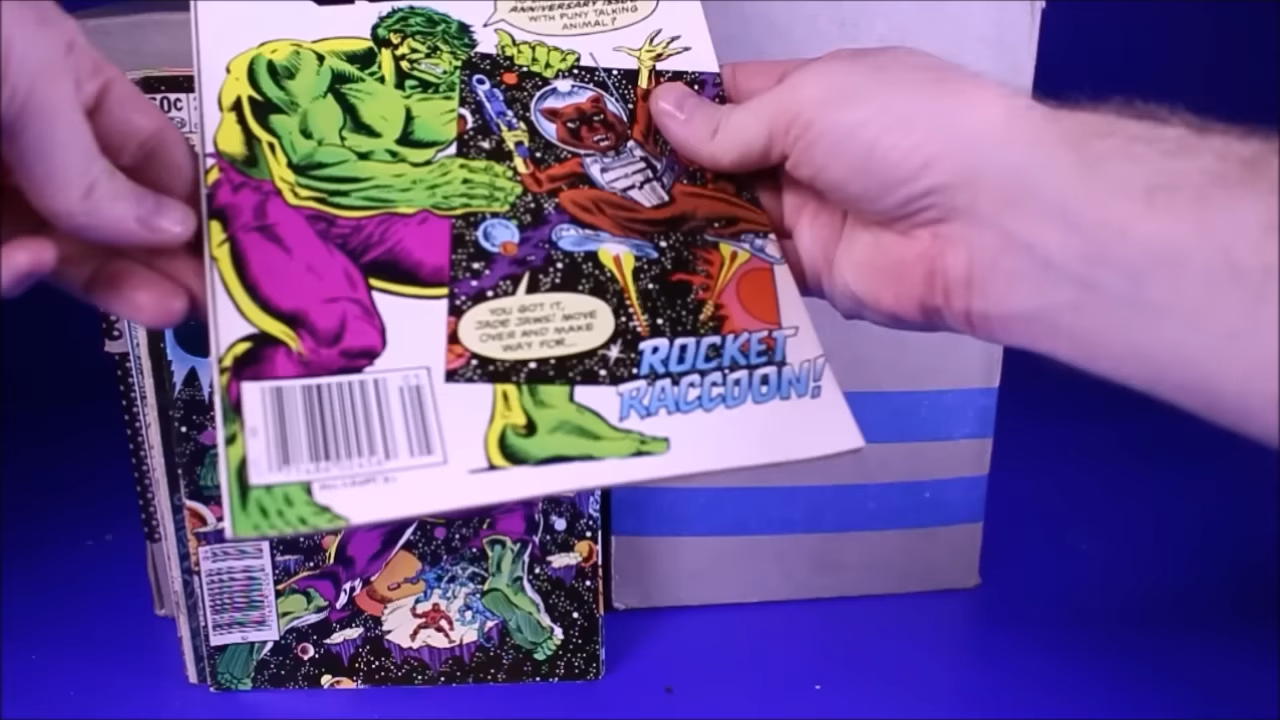 ANNIVERSARY ISSUE
WITH PUNY TALKING
ANIMAL?
60¢
YOU GOT IT,
JADE JAWS! MOVE
OVER AND MAKE
WAY FOR...
ROCKET
RACCOON!